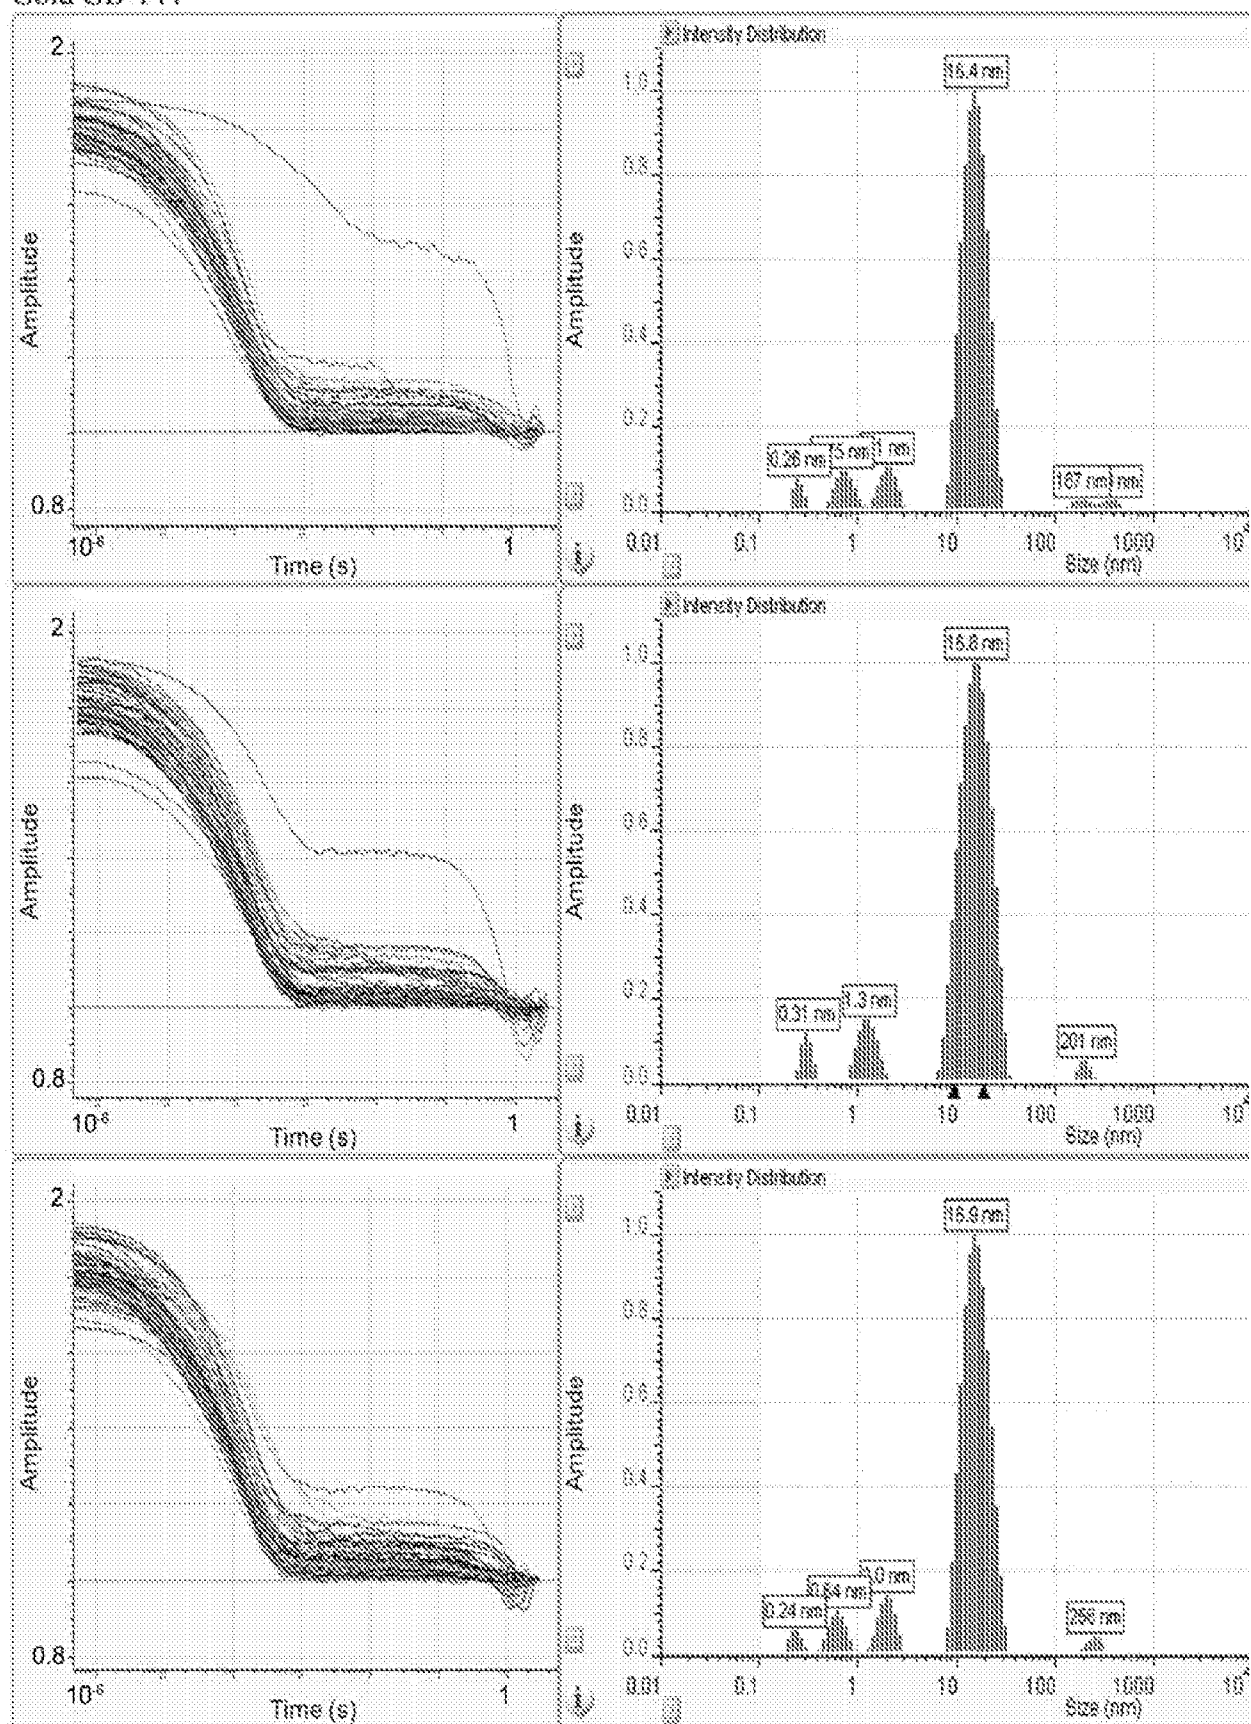 2
Amplitude
0.8
10⁻⁶
1
Time (s)
Intensity Distribution
1.0
0.8
0.6
0.4
0.2
0.0
Amplitude
16.4 nm
0.26 nm
1 nm
187 nm
nm
0.01
0.1
1
10
100
1000
Size (nm)
2
Amplitude
0.8
10⁻⁶
1
Time (s)
Intensity Distribution
1.0
0.8
0.6
0.4
0.2
0.0
Amplitude
16.8 nm
0.31 nm
1.3 nm
201 nm
0.01
0.1
1
10
100
1000
Size (nm)
2
Amplitude
0.8
10⁻⁶
1
Time (s)
Intensity Distribution
1.0
0.8
0.6
0.4
0.2
0.0
Amplitude
16.9 nm
0.24 nm
0.64
.0 nm
256 nm
0.01
0.1
1
10
100
1000
Size (nm)